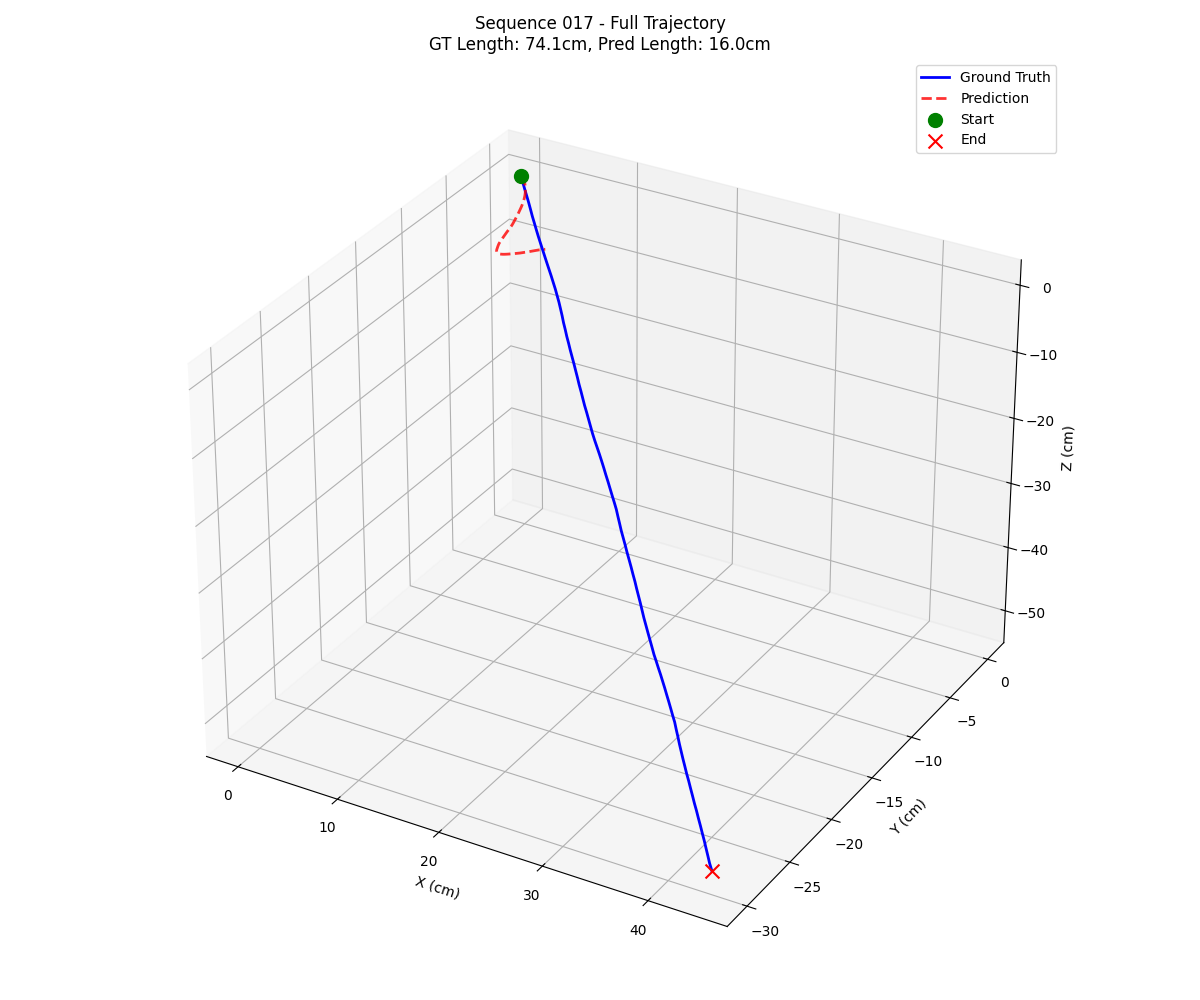 Sequence 017 - Full Trajectory
GT Length: 74.1cm, Pred Length: 16.0cm
Ground Truth
Prediction
Start
End
0
−10
−20
−30
−40
−50
Z (cm)
0
−5
−10
−15
−20
−25
−30
Y (cm)
0
10
20
30
40
X (cm)